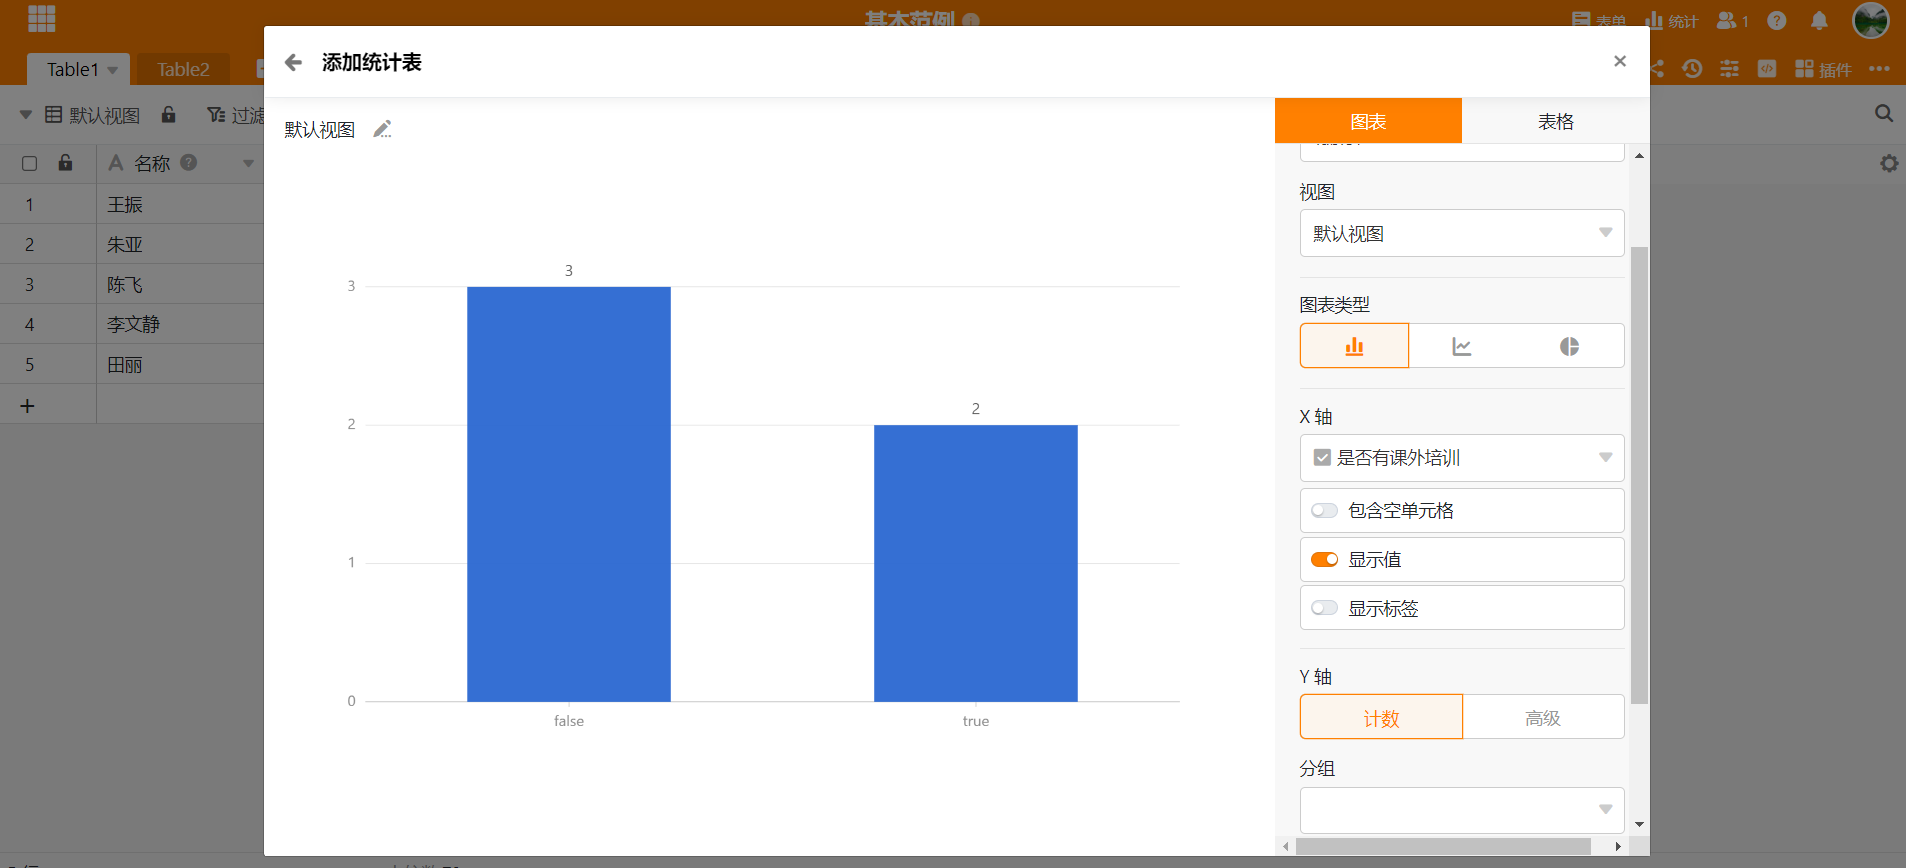 基本范例
表单
统计
1
Table1
Table2
插件
添加统计表
默认视图
过滤
默认视图
图表
表格
名称
1 王振
2 朱亚
3 陈飞
4 李文静
5 田丽
3
2
1
0
3
2
false
true
视图
默认视图
图表类型
X 轴
是否有课外培训
包含空单元格
显示值
显示标签
Y 轴
计数
高级
分组